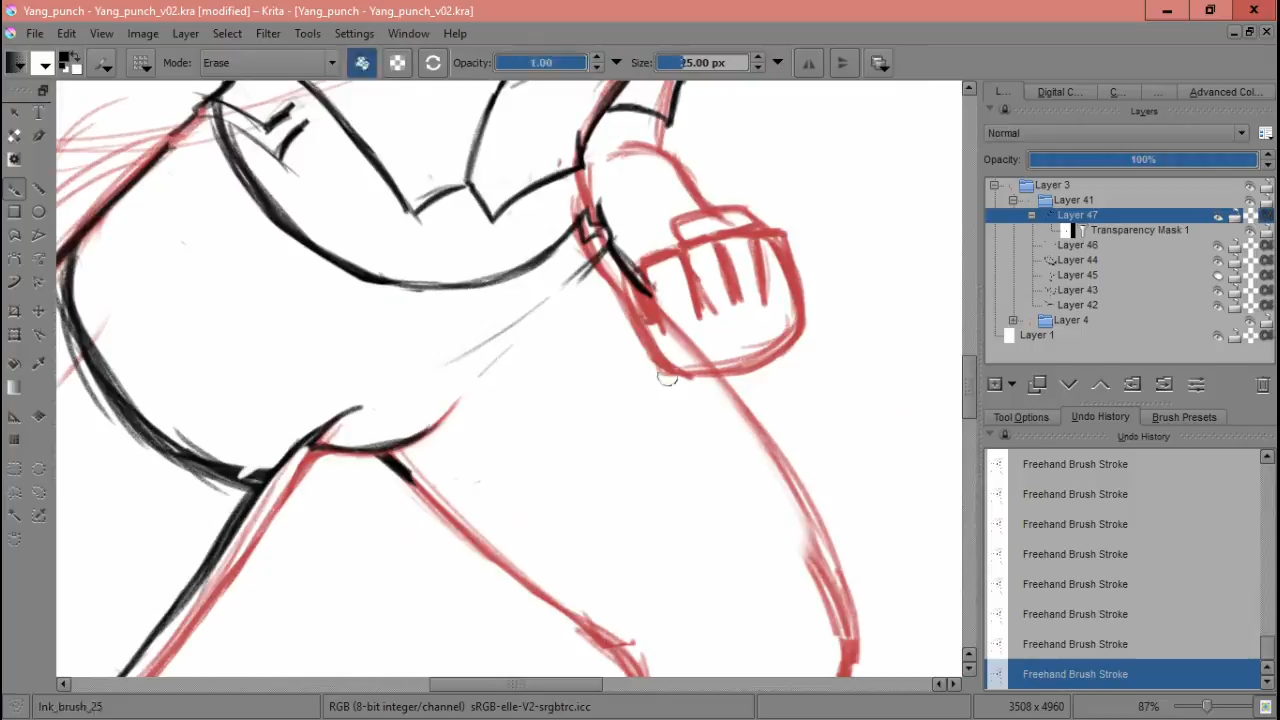 Yang_punch - Yang_punch_v02.kra [modified] – Krita - [Yang_punch - Yang_punch_v02.kra]
File Edit View Image Layer Select Filter Tools Settings Window Help
Mode: Erase Opacity: 1.00 Size: 25.00 px
L... Digital C... C... ... Advanced Col...
Layers
Normal
Opacity: 100%
Layer 3
Layer 41
Layer 47
Transparency Mask 1
Layer 46
Layer 44
Layer 45
Layer 43
Layer 42
Layer 4
Layer 1
Tool Options Undo History Brush Presets
Undo History
Freehand Brush Stroke
Freehand Brush Stroke
Freehand Brush Stroke
Freehand Brush Stroke
Freehand Brush Stroke
Freehand Brush Stroke
Freehand Brush Stroke
Freehand Brush Stroke
Ink_brush_25 RGB (8-bit integer/channel) sRGB-elle-V2-srgbtrc.icc 3508 x 4960 87%